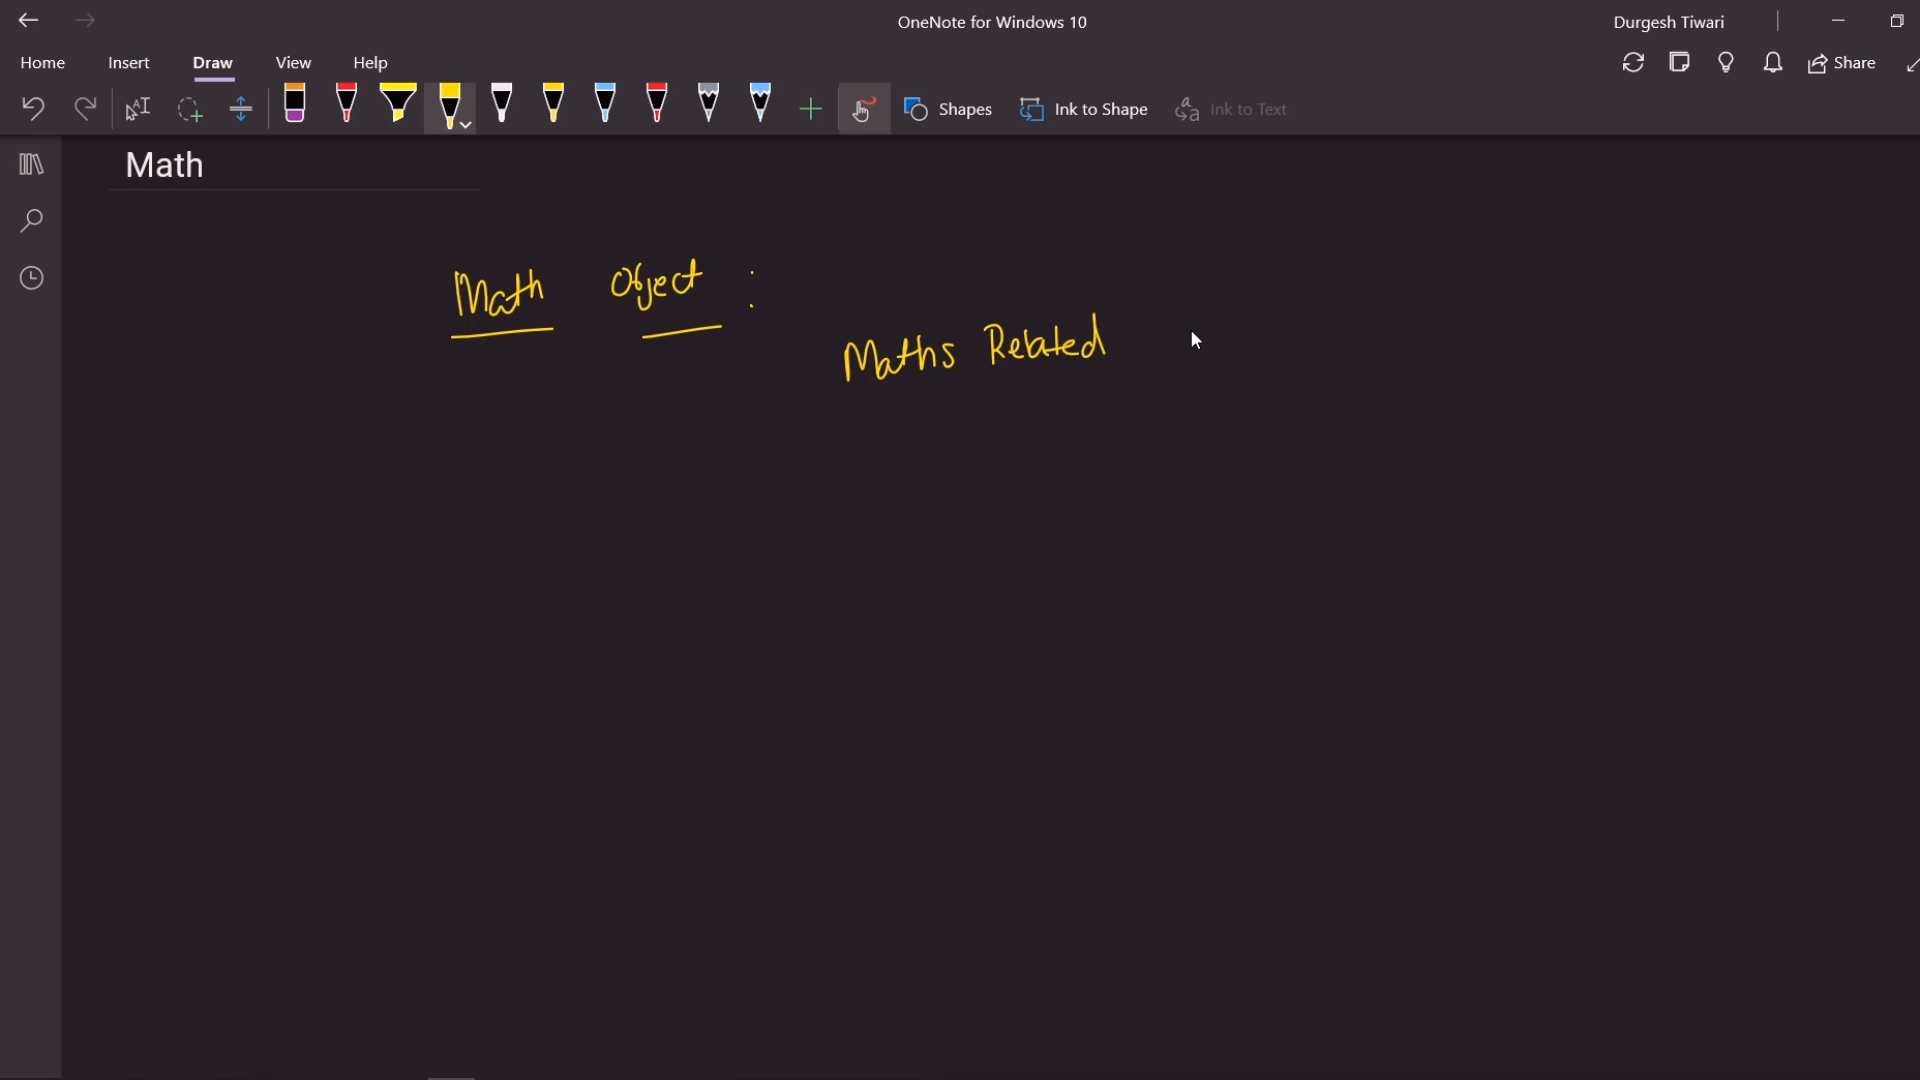 OneNote for Windows 10
Durgesh Tiwari
Home Insert Draw View Help
Share
Shapes Ink to Shape Ink to Text
Math
Math Object :
Maths Related